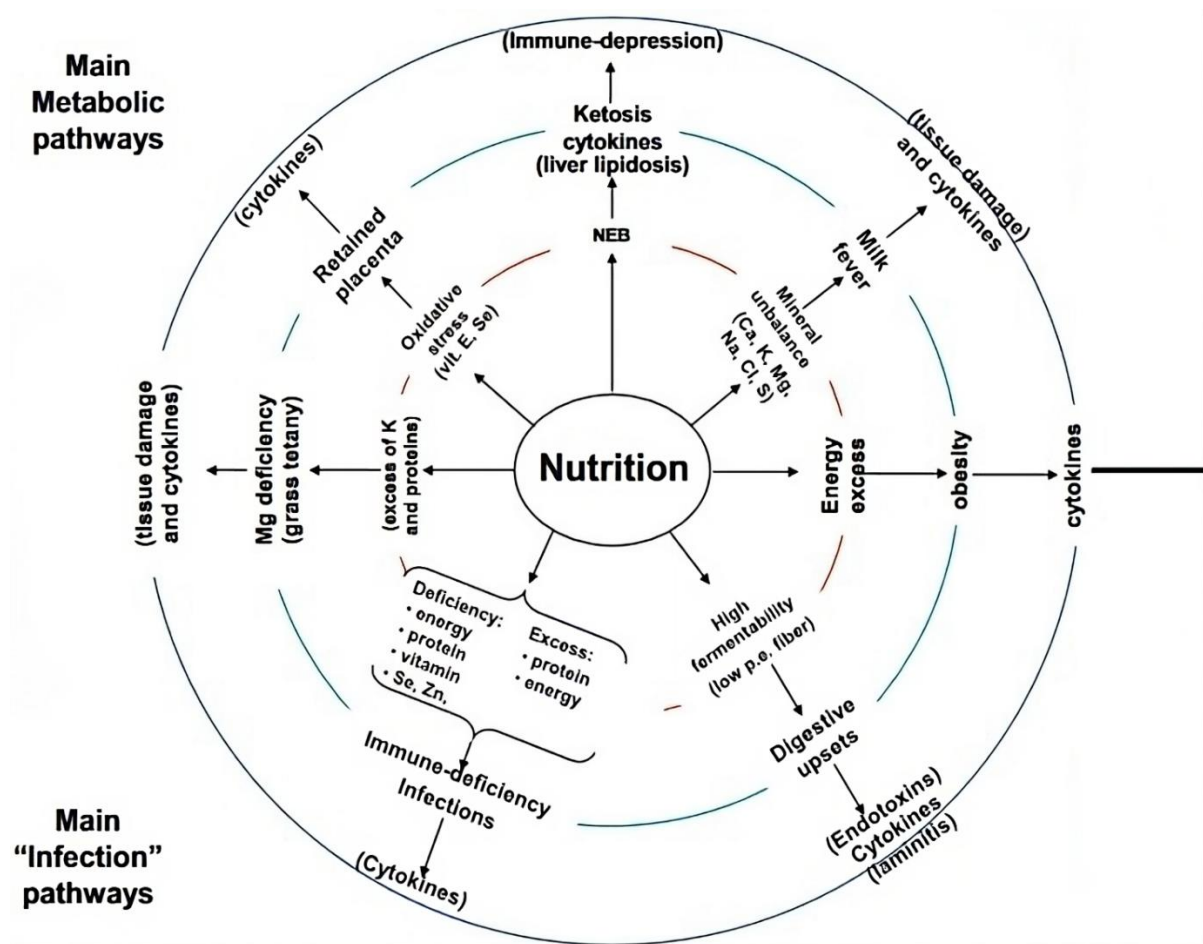 Main
Metabolic
pathways
(Immune-depression)
Ketosis
cytokines
(liver lipidosis)
NEB
(tissue damage)
and cytokines
Milk
fever
Mineral
unbalance
(Ca, K, Mg,
Na, Cl, S)
(cytokines)
Retained
placenta
Oxidative
stress
(vit. E, Se)
(tissue damage
and cytokines)
Mg deficiency
(grass tetany)
(excess of K
and proteins)
Nutrition
Energy
excess
obesity
cytokines
Deficiency:
• energy
• protein
• vitamin
• Se, Zn,
Excess:
• protein
• energy
Immune-deficiency
Infections
(Cytokines)
High
fermentability
(low p.e. fiber)
Digestive
upsets
(Endotoxins)
Cytokines
(laminitis)
Main
“Infection”
pathways